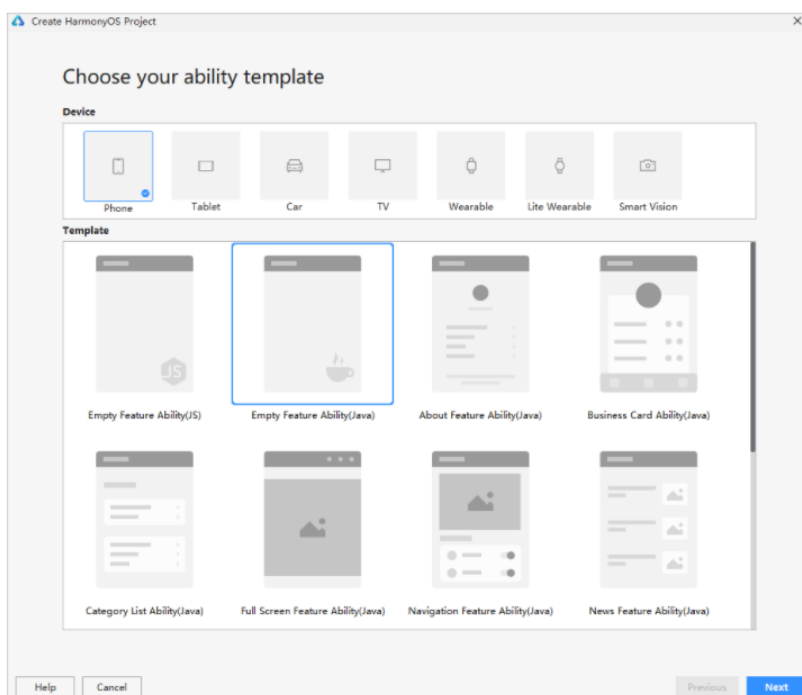 Create HarmonyOS Project
Choose your ability template
Device
Phone Tablet Car TV Wearable Lite Wearable Smart Vision
Template
JS
Empty Feature Ability(JS) Empty Feature Ability(Java) About Feature Ability(Java) Business Card Ability(Java)
Category List Ability(Java) Full Screen Feature Ability(Java) Navigation Feature Ability(Java) News Feature Ability(Java)
Help Cancel Previous Next